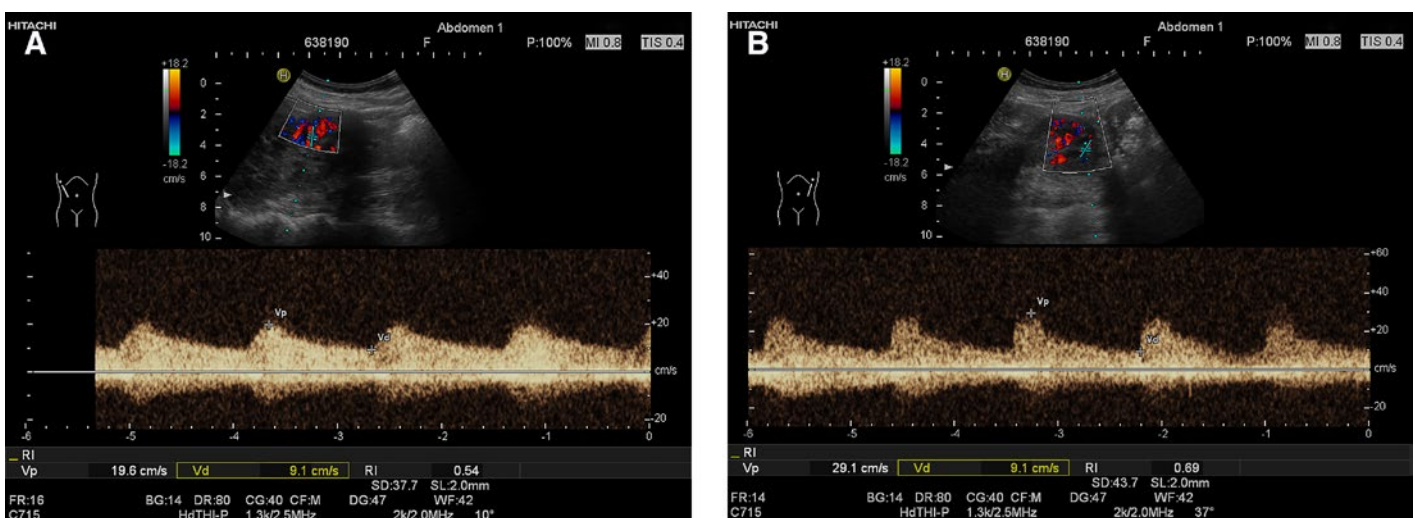 HITACHI
A
Abdomen 1
638190 F P:100% MI 0.8 TIS 0.4
+18.2
-18.2
cm/s
0
2
4
6
8
10
H
+40
+20
cm/s
-20
Vp
Vd
-6 -5 -4 -3 -2 -1 0
RI
Vp 19.6 cm/s Vd 9.1 cm/s RI 0.54
SD:37.7 SL:2.0mm
FR:16 BG:14 DR:80 CG:40 CF:M DG:47 WF:42
C715 HdTHI-P 1.3k/2.5MHz 2k/2.0MHz 10°
HITACHI
B
Abdomen 1
638190 F P:100% MI 0.8 TIS 0.4
+18.2
-18.2
cm/s
0
2
4
6
8
10
H
+60
+40
+20
cm/s
-20
Vp
Vd
-6 -5 -4 -3 -2 -1 0
RI
Vp 29.1 cm/s Vd 9.1 cm/s RI 0.69
SD:43.7 SL:2.0mm
FR:14 BG:14 DR:80 CG:40 CF:M DG:47 WF:42
C715 HdTHI-P 1.3k/2.5MHz 2k/2.0MHz 37°